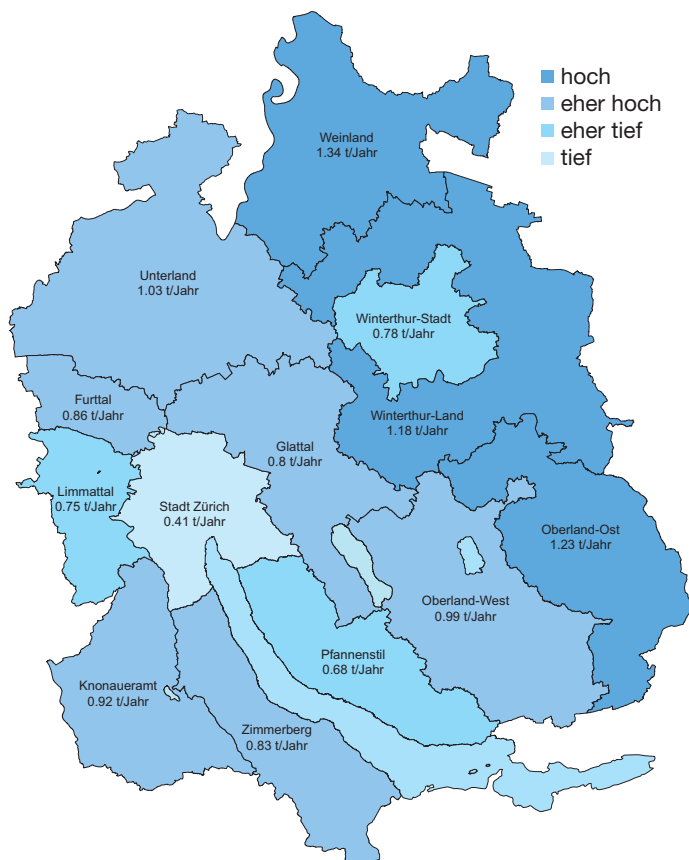 hoch
eher hoch
eher tief
tief
Weinland
1.34 t/Jahr
Unterland
1.03 t/Jahr
Winterthur-Stadt
0.78 t/Jahr
Furttal
0.86 t/Jahr
Winterthur-Land
1.18 t/Jahr
Glattal
0.8 t/Jahr
Limmattal
0.75 t/Jahr
Stadt Zürich
0.41 t/Jahr
Oberland-Ost
1.23 t/Jahr
Oberland-West
0.99 t/Jahr
Pfannenstil
0.68 t/Jahr
Knonaueramt
0.92 t/Jahr
Zimmerberg
0.83 t/Jahr